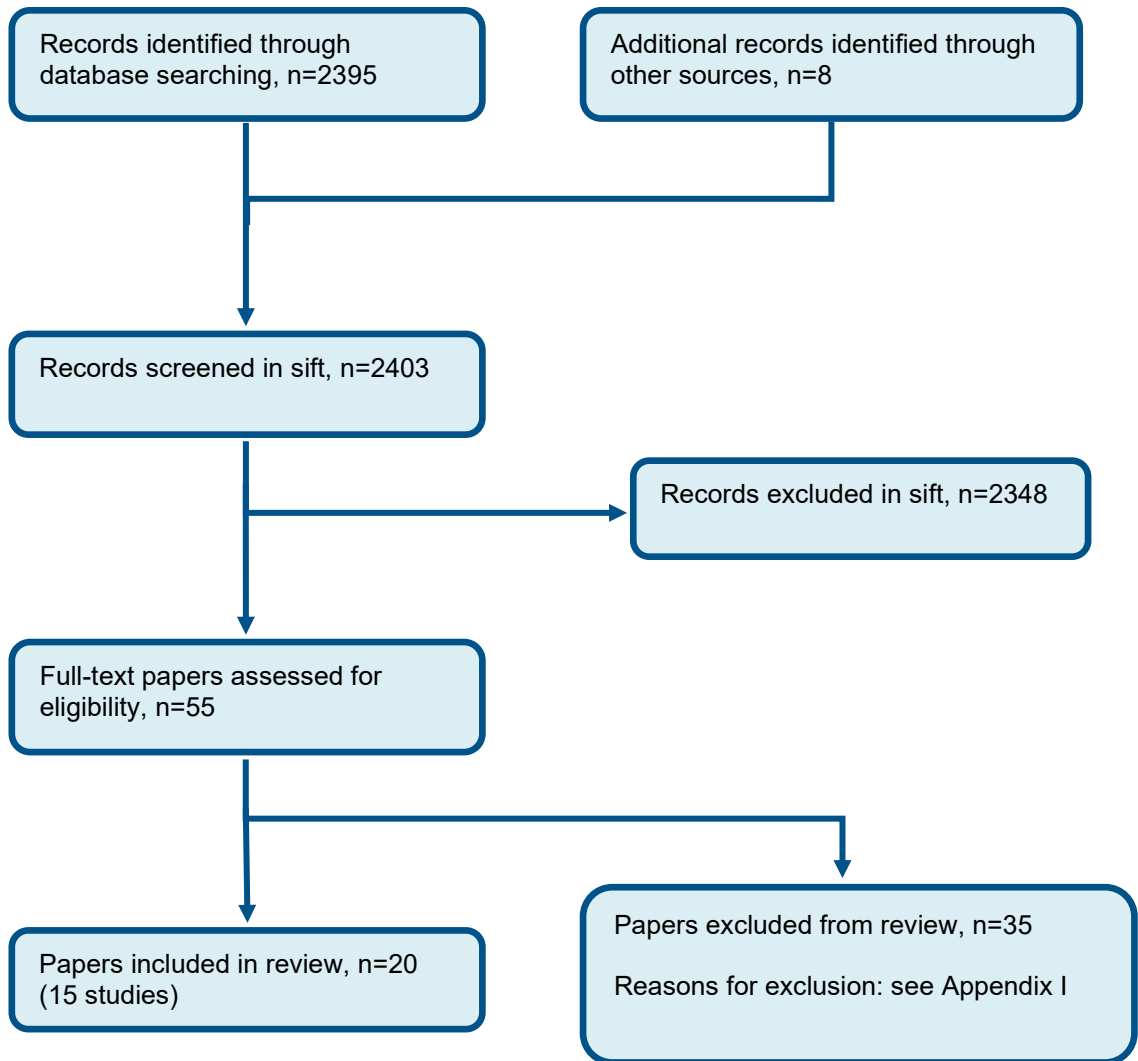 Records identified through
database searching, n=2395
Additional records identified through
other sources, n=8
Records screened in sift, n=2403
Records excluded in sift, n=2348
Full-text papers assessed for
eligibility, n=55
Papers included in review, n=20
(15 studies)
Papers excluded from review, n=35
Reasons for exclusion: see Appendix I